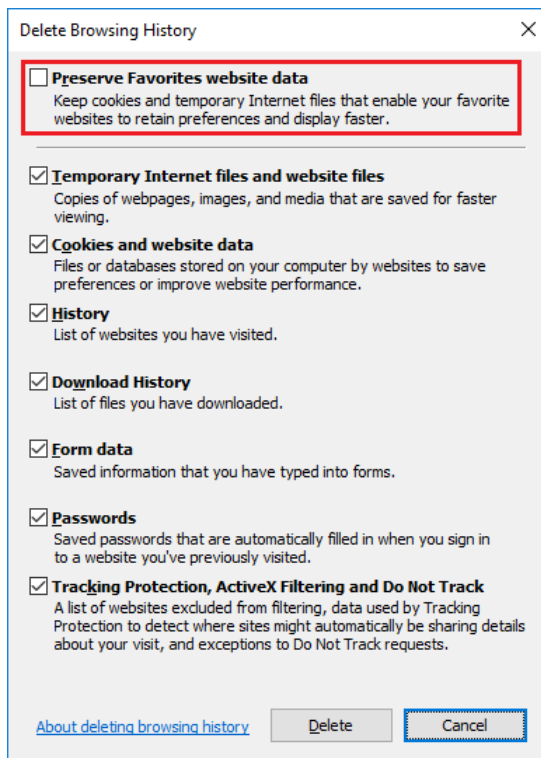 Delete Browsing History
Preserve Favorites website data
Keep cookies and temporary Internet files that enable your favorite
websites to retain preferences and display faster.
Temporary Internet files and website files
Copies of webpages, images, and media that are saved for faster
viewing.
Cookies and website data
Files or databases stored on your computer by websites to save
preferences or improve website performance.
History
List of websites you have visited.
Download History
List of files you have downloaded.
Form data
Saved information that you have typed into forms.
Passwords
Saved passwords that are automatically filled in when you sign in
to a website you've previously visited.
Tracking Protection, ActiveX Filtering and Do Not Track
A list of websites excluded from filtering, data used by Tracking
Protection to detect where sites might automatically be sharing details
about your visit, and exceptions to Do Not Track requests.
About deleting browsing history Delete Cancel